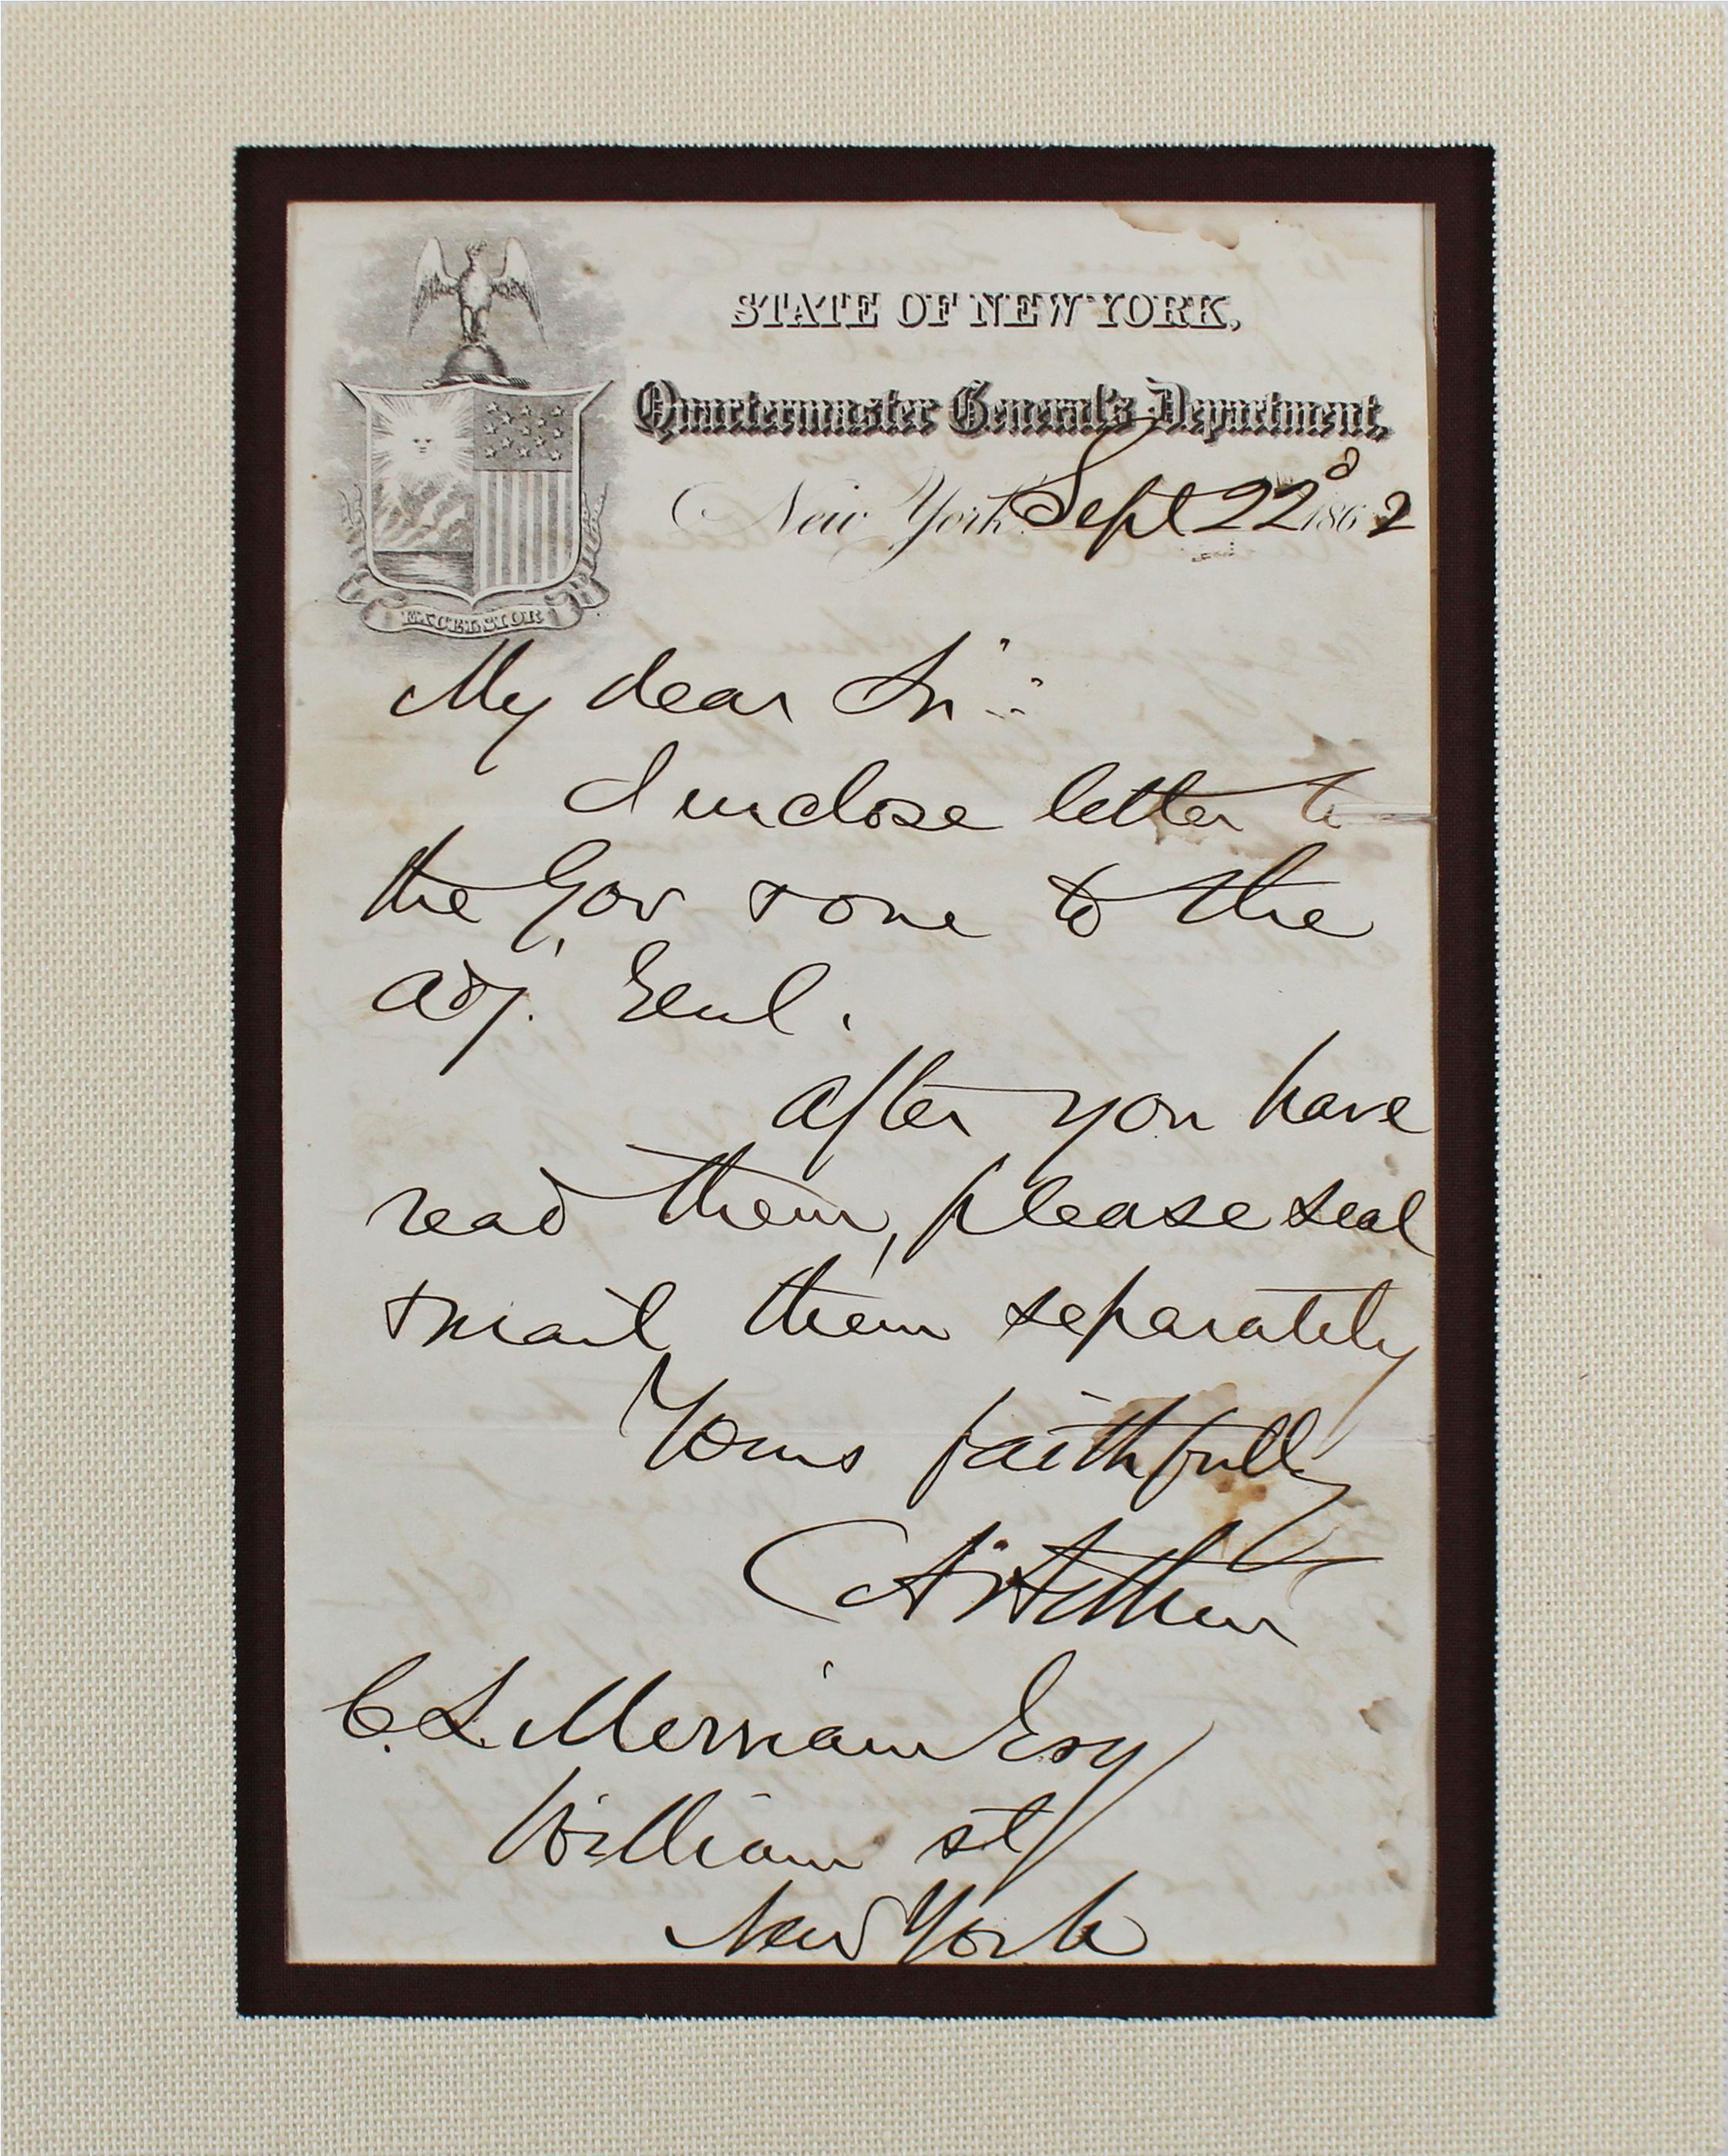 STATE OF NEW YORK,
Quartermaster General's Department,
New York Sept 22d 1862
EXCELSIOR
My dear Sir:
I inclose letter to
the Gov & one to the
Adj. Genl.
After you have
read them, please seal
& mail them separately
Yours faithfully
C A Arthur
C. L. Merriam Esq
William st
New York